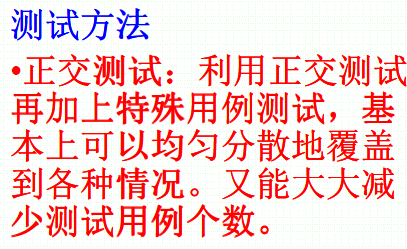 测试方法
•正交测试：利用正交测试
再加上特殊用例测试，基
本上可以均匀分散地覆盖
到各种情况。又能大大减
少测试用例个数。